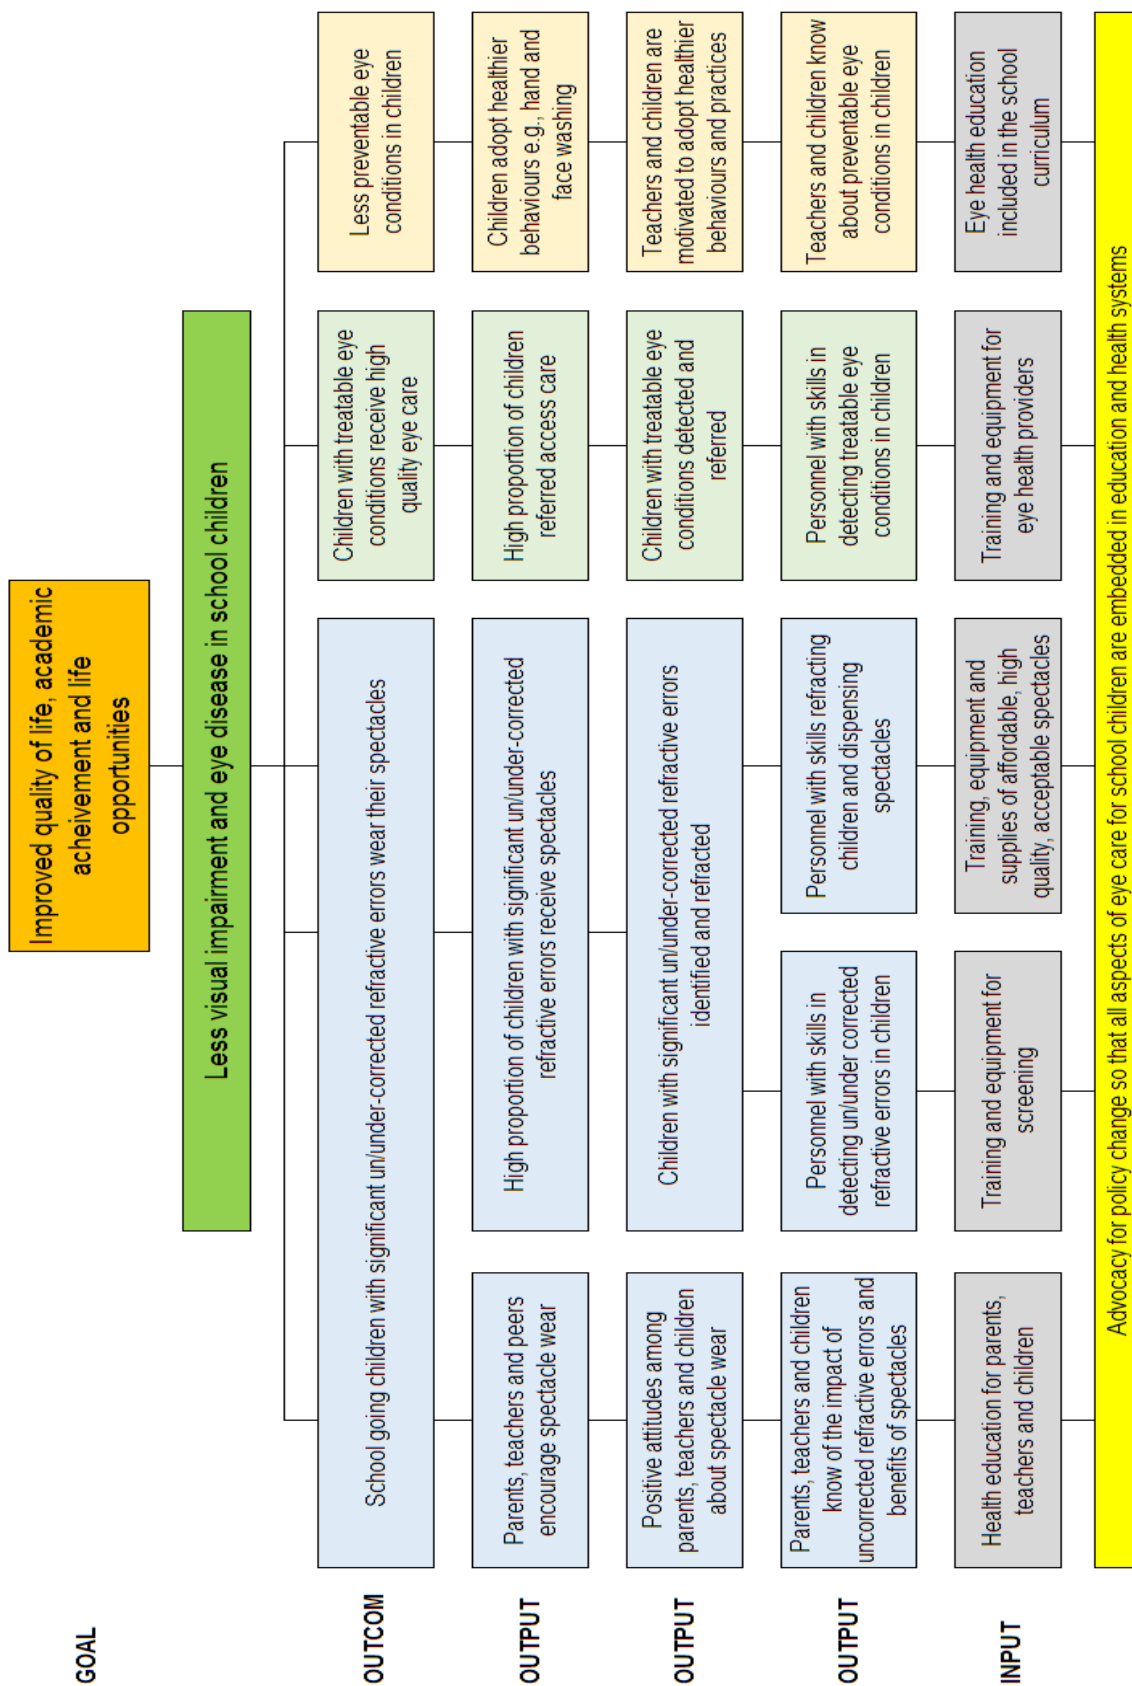 GOAL
Improved quality of life, academic
acheivement and life
opportunities
Less visual impairment and eye disease in school children
OUTCOM
School going children with significant un/under-corrected refractive errors wear their spectacles
Children with treatable eye
conditions receive high
quality eye care
Less preventable eye
conditions in children
OUTPUT
Parents, teachers and peers
encourage spectacle wear
High proportion of children with significant un/under-corrected
refractive errors receive spectacles
High proportion of children
referred access care
Children adopt healthier
behaviours e.g., hand and
face washing
OUTPUT
Positive attitudes among
parents, teachers and children
about spectacle wear
Children with significant un/under-corrected refractive errors
identified and refracted
Children with treatable eye
conditions detected and
referred
Teachers and children are
motivated to adopt healthier
behaviours and practices
OUTPUT
Parents, teachers and children
know of the impact of
uncorrected refractive errors and
benefits of spectacles
Personnel with skills in
detecting un/under corrected
refractive errors in children
Personnel with skills refracting
children and dispensing
spectacles
Personnel with skills in
detecting treatable eye
conditions in children
Teachers and children know
about preventable eye
conditions in children
INPUT
Health education for parents,
teachers and children
Training and equipment for
screening
Training, equipment and
supplies of affordable, high
quality, acceptable spectacles
Training and equipment for
eye health providers
Eye health education
included in the school
curriculum
Advocacy for policy change so that all aspects of eye care for school children are embedded in education and health systems